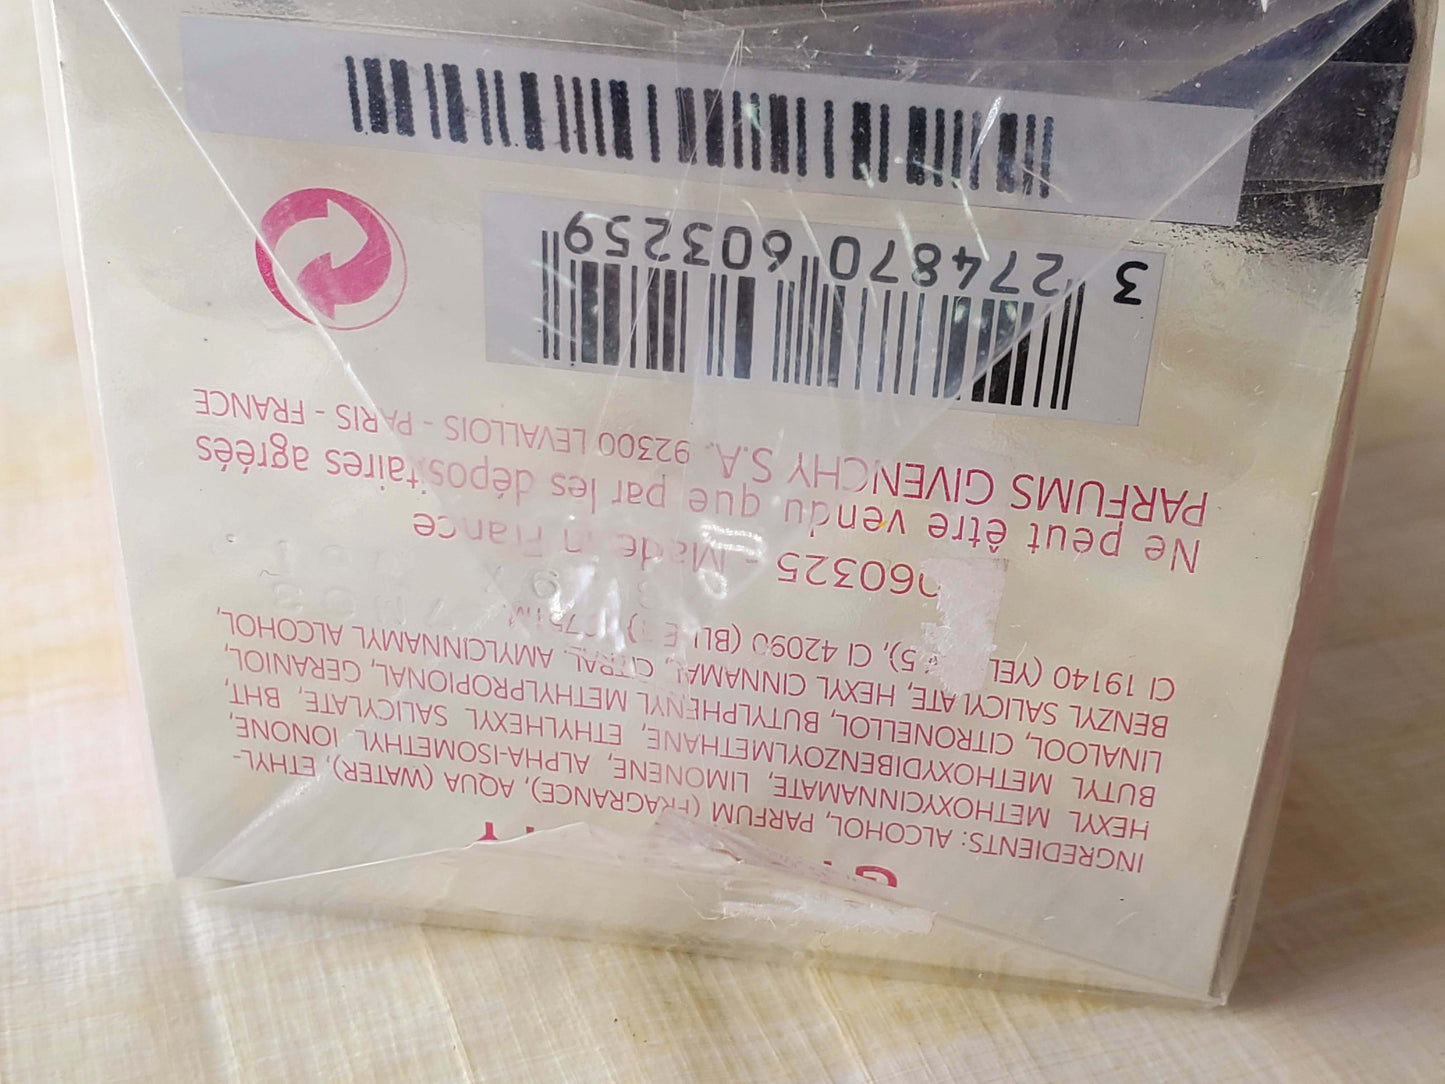 INGREDIENTS: ALCOHOL, PARFUM (FRAGRANCE), AQUA (WATER), ETHYL-
HEXYL METHOXYCINNAMATE, LIMONENE, ALPHA-ISOMETHYL IONONE,
BUTYL METHOXYDIBENZOYLMETHANE, ETHYLHEXYL SALICYLATE, BHT,
LINALOOL, CITRONELLOL, BUTYLPHENYL METHYLPROPIONAL, GERANIOL,
BENZYL SALICYLATE, HEXYL CINNAMAL, CITRAL, AMYLCINNAMYL ALCOHOL,
CI 19140 (YEL 5), CI 42090 (BLUE
060325 - Made in France
Ne peut être vendu que par les dépositaires agréés
PARFUMS GIVENCHY S.A. 92300 LEVALLOIS - PARIS - FRANCE
3 274870 603259